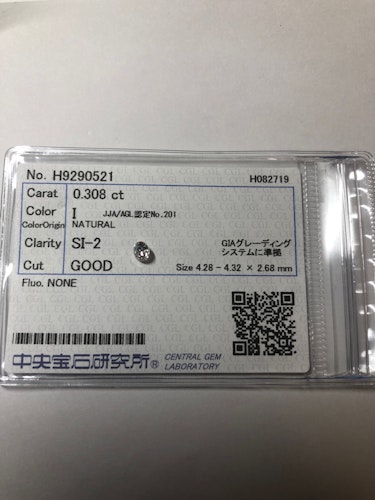 No. H9290521 H082719
Carat 0.308 ct
Color I JJA/AGL認定No.201
ColorOrigin NATURAL
Clarity SI-2 GIAグレーディング
システムに準拠
Cut GOOD Size 4.28 - 4.32 × 2.68 mm
Fluo. NONE
中央宝石研究所® CENTRAL GEM
LABORATORY